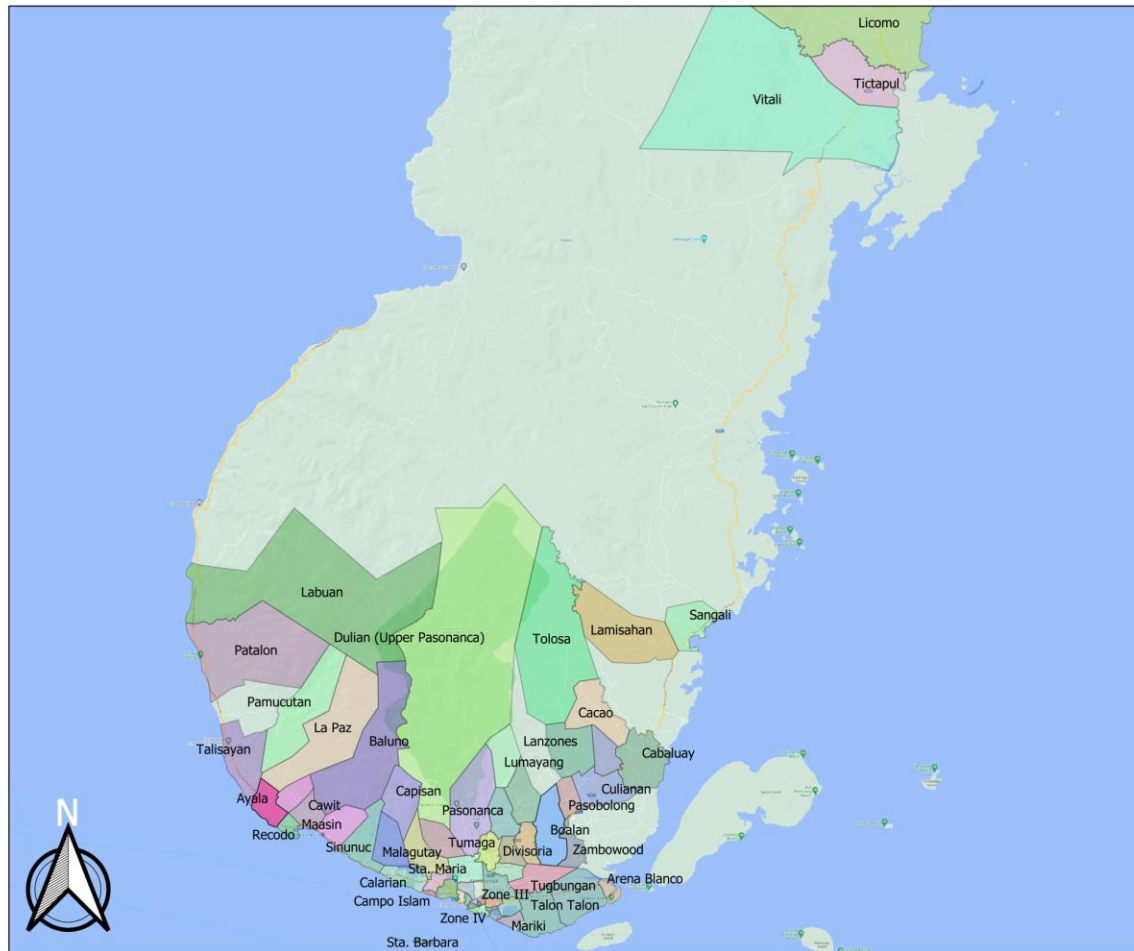 Licomo
Tictapul
Vitali
Labuan
Sangali
Lamisahan
Dulian (Upper Pasonanca)
Tolosa
Patalon
Pamucutan
Cacao
La Paz
Lanzones
Baluno
Talisayan
Cabaluay
Lumayang
Culianan
Capisan
Ayala
Cawit
Pasobolong
Pasonanca
Maasin
Recodo
Boalan
Tumaga
Sinunuc
Divisoria
Zambowood
Malagutay
Sta. Maria
Arena Blanco
Calarian
Tugbungan
Zone III
Campo Islam
Talon Talon
Zone IV
Mariki
Sta. Barbara
N